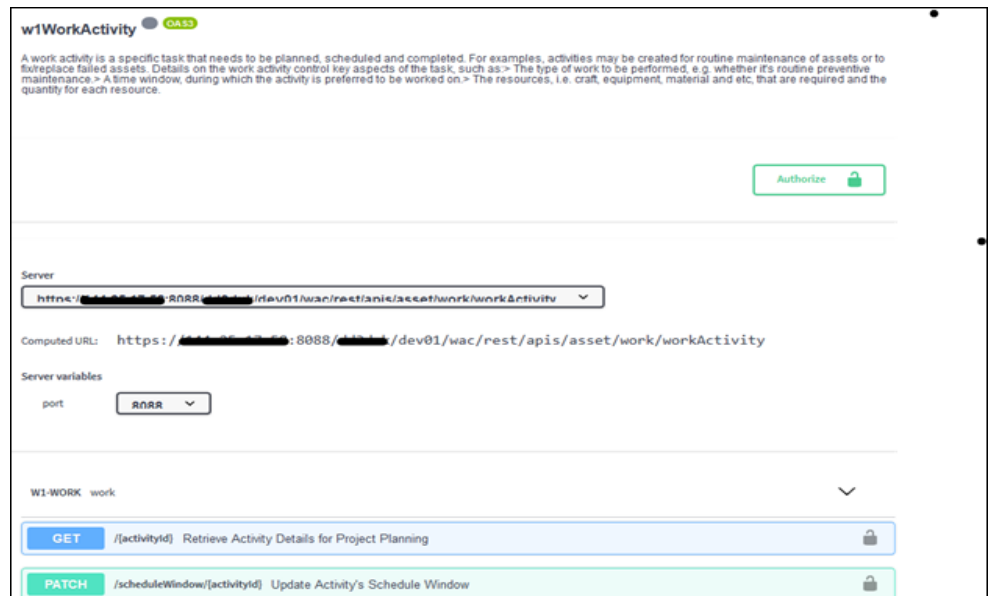 w1WorkActivity OAS3
A work activity is a specific task that needs to be planned, scheduled and completed. For examples, activities may be created for routine maintenance of assets or to
fix/replace failed assets. Details on the work activity control key aspects of the task, such as:> The type of work to be performed, e.g. whether it's routine preventive
maintenance.> A time window, during which the activity is preferred to be worked on.> The resources, i.e. craft, equipment, material and etc, that are required and the
quantity for each resource.
Authorize
Server
https:/ :8088/ /dev01/wac/rest/apis/asset/work/workActivity
Computed URL: https:// :8088/ /dev01/wac/rest/apis/asset/work/workActivity
Server variables
port 8088
W1-WORK work
GET /{activityId} Retrieve Activity Details for Project Planning
PATCH /scheduleWindow/{activityId} Update Activity's Schedule Window